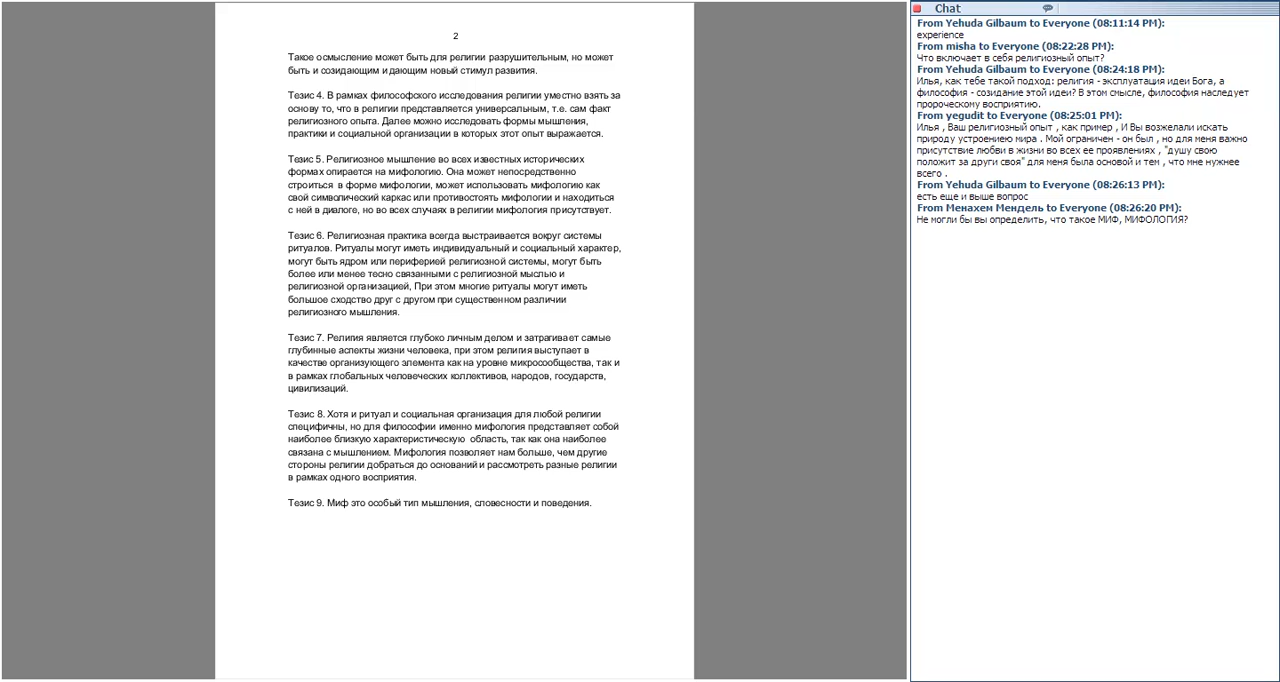 2
Такое осмысление может быть для религии разрушительным, но может
быть и созидающим и дающим новый стимул развития.
Тезис 4. В рамках философского исследования религии уместно взять за
основу то, что в религии представляется универсальным, т.е. сам факт
религиозного опыта. Далее можно исследовать формы мышления,
практики и социальной организации в которых этот опыт выражается.
Тезис 5. Религиозное мышление во всех известных исторических
формах опирается на мифологию. Она может непосредственно
строиться в форме мифологии, может использовать мифологию как
свой символический каркас или противостоять мифологии и находиться
с ней в диалоге, но во всех случаях в религии мифология присутствует.
Тезис 6. Религиозная практика всегда выстраивается вокруг системы
ритуалов. Ритуалы могут иметь индивидуальный и социальный характер,
могут быть ядром или периферией религиозной системы, могут быть
более или менее тесно связанными с религиозной мыслью и
религиозной организацией, При этом многие ритуалы могут иметь
большое сходство друг с другом при существенном различии
религиозного мышления.
Тезис 7. Религия является глубоко личным делом и затрагивает самые
глубинные аспекты жизни человека, при этом религия выступает в
качестве организующего элемента как на уровне микросообщества, так и
в рамках глобальных человеческих коллективов, народов, государств,
цивилизаций.
Тезис 8. Хотя и ритуал и социальная организация для любой религии
специфичны, но для философии именно мифология представляет собой
наиболее близкую характеристическую область, так как она наиболее
связана с мышлением. Мифология позволяет нам больше, чем другие
стороны религии добраться до оснований и рассмотреть разные религии
в рамках одного восприятия.
Тезис 9. Миф это особый тип мышления, словесности и поведения.
Chat
From Yehuda Gilbaum to Everyone (08:11:14 PM):
experience
From misha to Everyone (08:22:28 PM):
Что включает в себя религиозный опыт?
From Yehuda Gilbaum to Everyone (08:24:18 PM):
Илья, как тебе такой подход: религия - эксплуатация идеи Бога, а
философия - созидание этой идеи? В этом смысле, философия наследует
пророческому восприятию.
From yegudit to Everyone (08:25:01 PM):
Илья , Ваш религиозный опыт , как пример , И Вы возжелали искать
природу устроениею мира . Мой ограничен - он был , но для меня важно
присутствие любви в жизни во всех ее проявлениях , "душу свою
положит за други своя" для меня была основой и тем , что мне нужнее
всего .
From Yehuda Gilbaum to Everyone (08:26:13 PM):
есть еще и выше вопрос
From Менахем Мендель to Everyone (08:26:20 PM):
Не могли бы вы определить, что такое МИФ, МИФОЛОГИЯ?